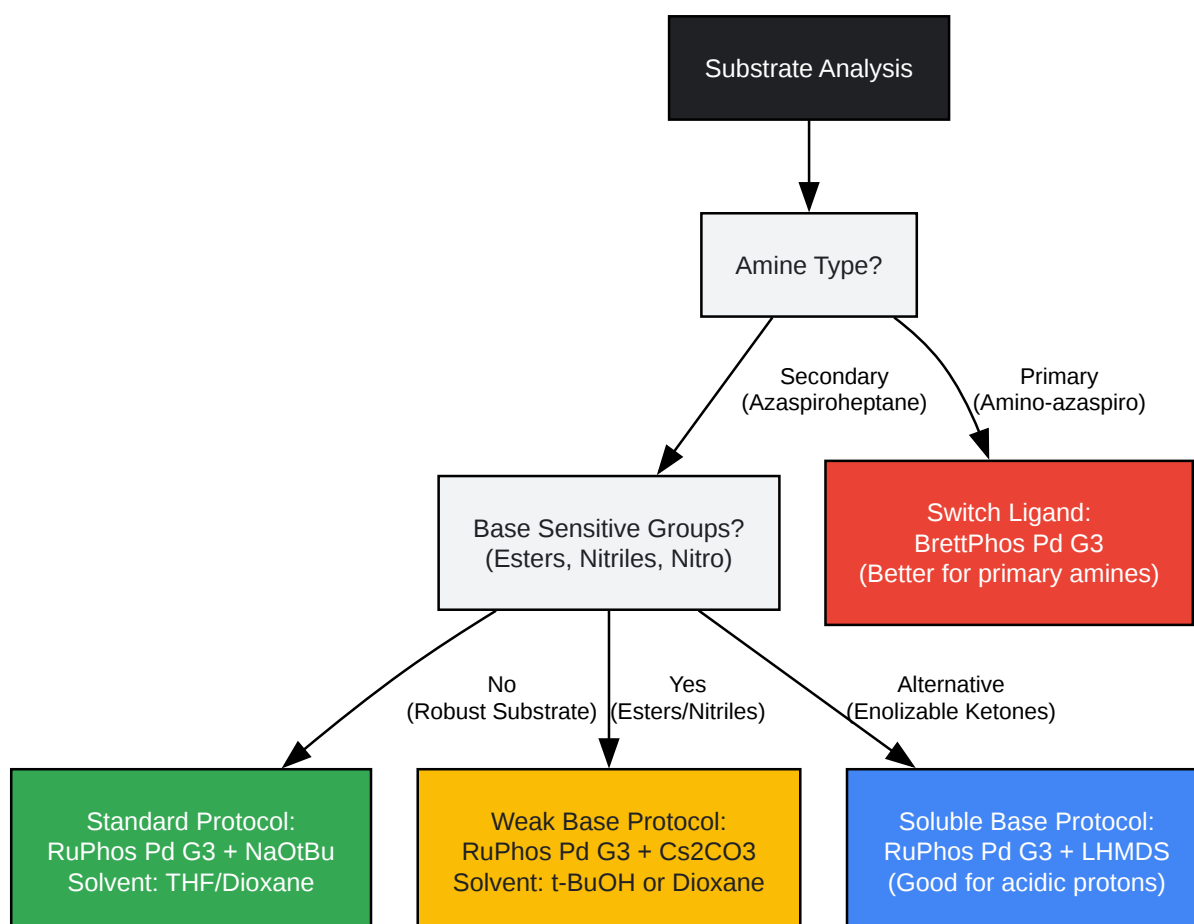 Substrate Analysis
Amine Type?
Secondary
(Azaspiroheptane)
Primary
(Amino-azaspiro)
Base Sensitive Groups?
(Esters, Nitriles, Nitro)
Switch Ligand:
BrettPhos Pd G3
(Better for primary amines)
No
(Robust Substrate)
Yes
(Esters/Nitriles)
Alternative
(Enolizable Ketones)
Standard Protocol:
RuPhos Pd G3 + NaOtBu
Solvent: THF/Dioxane
Weak Base Protocol:
RuPhos Pd G3 + Cs2CO3
Solvent: t-BuOH or Dioxane
Soluble Base Protocol:
RuPhos Pd G3 + LHMDS
(Good for acidic protons)